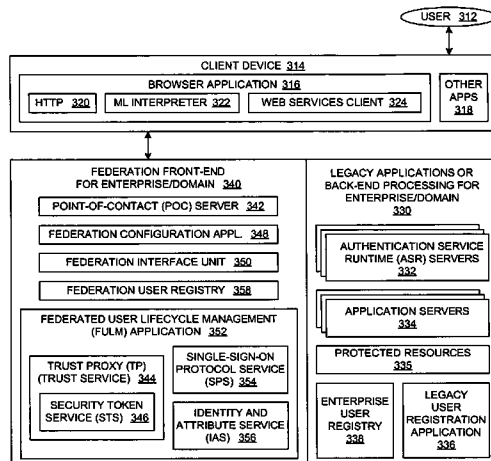 USER 312
CLIENT DEVICE 314
BROWSER APPLICATION 316
HTTP 320
ML INTERPRETER 322
WEB SERVICES CLIENT 324
OTHER
APPS
318
FEDERATION FRONT-END
FOR ENTERPRISE/DOMAIN 340
POINT-OF-CONTACT (POC) SERVER 342
FEDERATION CONFIGURATION APPL. 348
FEDERATION INTERFACE UNIT 350
FEDERATION USER REGISTRY 358
FEDERATED USER LIFECYCLE MANAGEMENT
(FULM) APPLICATION 352
TRUST PROXY (TP)
(TRUST SERVICE) 344
SECURITY TOKEN
SERVICE (STS) 346
SINGLE-SIGN-ON
PROTOCOL SERVICE
(SPS) 354
IDENTITY AND
ATTRIBUTE SERVICE
(IAS) 356
LEGACY APPLICATIONS OR
BACK-END PROCESSING FOR
ENTERPRISE/DOMAIN
330
AUTHENTICATION SERVICE
RUNTIME (ASR) SERVERS
332
APPLICATION SERVERS
334
PROTECTED RESOURCES
335
ENTERPRISE
USER
REGISTRY
338
LEGACY
USER
REGISTRATION
APPLICATION
336